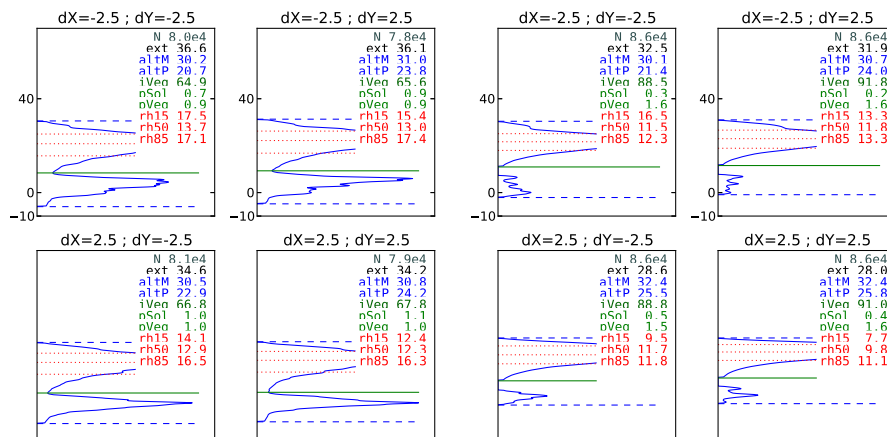 dX=-2.5 ; dY=-2.5
N 8.0e4
ext 36.6
altM 30.2
altP 20.7
iVeg 64.9
pSol 0.7
pVeg 0.9
rh15 17.5
rh50 13.7
rh85 17.1
40
0
−10
dX=-2.5 ; dY=2.5
N 7.8e4
ext 36.1
altM 31.0
altP 23.8
iVeg 65.6
pSol 0.9
pVeg 0.9
rh15 15.4
rh50 13.0
rh85 17.4
dX=-2.5 ; dY=-2.5
N 8.6e4
ext 32.5
altM 30.1
altP 21.4
iVeg 88.5
pSol 0.3
pVeg 1.6
rh15 16.5
rh50 11.5
rh85 12.3
40
0
−10
dX=-2.5 ; dY=2.5
N 8.6e4
ext 31.9
altM 30.7
altP 24.0
iVeg 91.8
pSol 0.2
pVeg 1.6
rh15 13.3
rh50 11.8
rh85 13.3
dX=2.5 ; dY=-2.5
N 8.1e4
ext 34.6
altM 30.5
altP 22.9
iVeg 66.8
pSol 1.0
pVeg 1.0
rh15 14.1
rh50 12.9
rh85 16.5
dX=2.5 ; dY=2.5
N 7.9e4
ext 34.2
altM 30.8
altP 24.2
iVeg 67.8
pSol 1.1
pVeg 1.0
rh15 12.4
rh50 12.3
rh85 16.3
dX=2.5 ; dY=-2.5
N 8.6e4
ext 28.6
altM 32.4
altP 25.5
iVeg 88.8
pSol 0.5
pVeg 1.5
rh15 9.5
rh50 11.7
rh85 11.8
dX=2.5 ; dY=2.5
N 8.6e4
ext 28.0
altM 32.4
altP 25.8
iVeg 91.0
pSol 0.4
pVeg 1.6
rh15 7.7
rh50 9.8
rh85 11.1